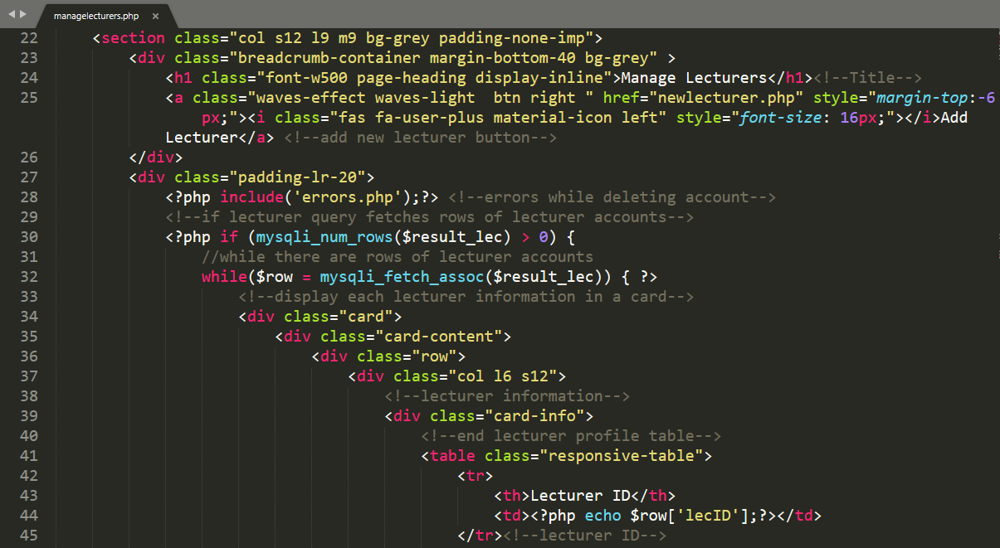 managelecturers.php ×
22 <section class="col s12 l9 m9 bg-grey padding-none-imp">
23 <div class="breadcrumb-container margin-bottom-40 bg-grey" >
24 <h1 class="font-w500 page-heading display-inline">Manage Lecturers</h1><!--Title-->
25 <a class="waves-effect waves-light  btn right " href="newlecturer.php" style="margin-top:-6
px;"><i class="fas fa-user-plus material-icon left" style="font-size: 16px;"></i>Add
Lecturer</a> <!--add new lecturer button-->
26 </div>
27 <div class="padding-lr-20">
28 <?php include('errors.php');?> <!--errors while deleting account-->
29 <!--if lecturer query fetches rows of lecturer accounts-->
30 <?php if (mysqli_num_rows($result_lec) > 0) {
31 //while there are rows of lecturer accounts
32 while($row = mysqli_fetch_assoc($result_lec)) { ?>
33 <!--display each lecturer information in a card-->
34 <div class="card">
35 <div class="card-content">
36 <div class="row">
37 <div class="col l6 s12">
38 <!--lecturer information-->
39 <div class="card-info">
40 <!--end lecturer profile table-->
41 <table class="responsive-table">
42 <tr>
43 <th>Lecturer ID</th>
44 <td><?php echo $row['lecID'];?></td>
45 </tr><!--lecturer ID-->